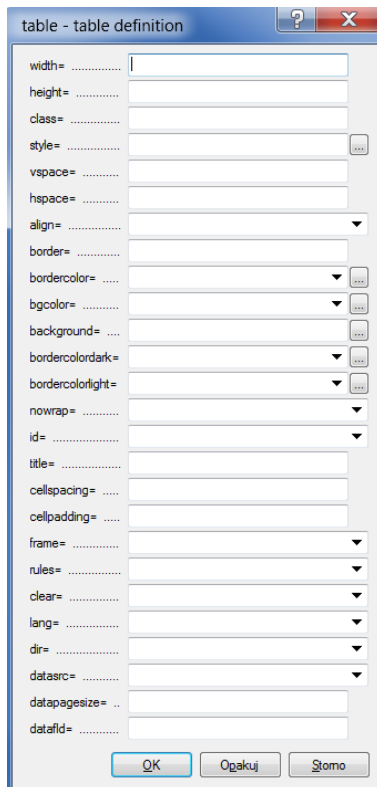 table - table definition
width= ...............
height= .............
class= ...............
style= ................
vspace= ...........
hspace= ...........
align= ................
border= .............
bordercolor= .....
bgcolor= ...........
background= ....
bordercolordark=
bordercolorlight=
nowrap= ...........
id= ....................
title= ..................
cellspacing= .....
cellpadding= .....
frame= ..............
rules= ................
clear= ...............
lang= ................
dir= ...................
datasrc= ...........
datapagesize= ..
datafld= ............
OK Opakuj Storno